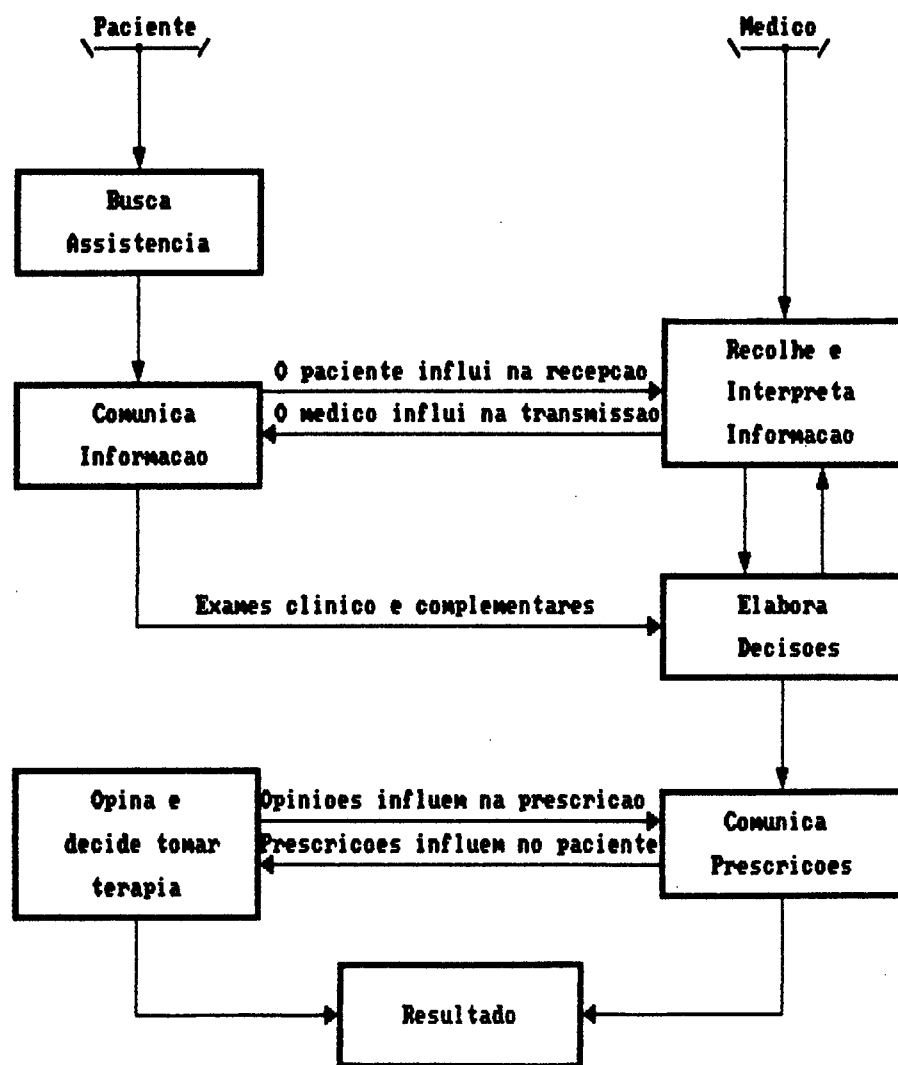 Paciente
Medico
Busca
Assistencia
Recolhe e
Interpreta
Informacao
O paciente influi na recepcao
O medico influi na transmissao
Comunica
Informacao
Exames clinico e complementares
Elabora
Decisoes
Opina e
decide tomar
terapia
Opinioes influem na prescricao
Prescricoes influem no paciente
Comunica
Prescricoes
Resultado